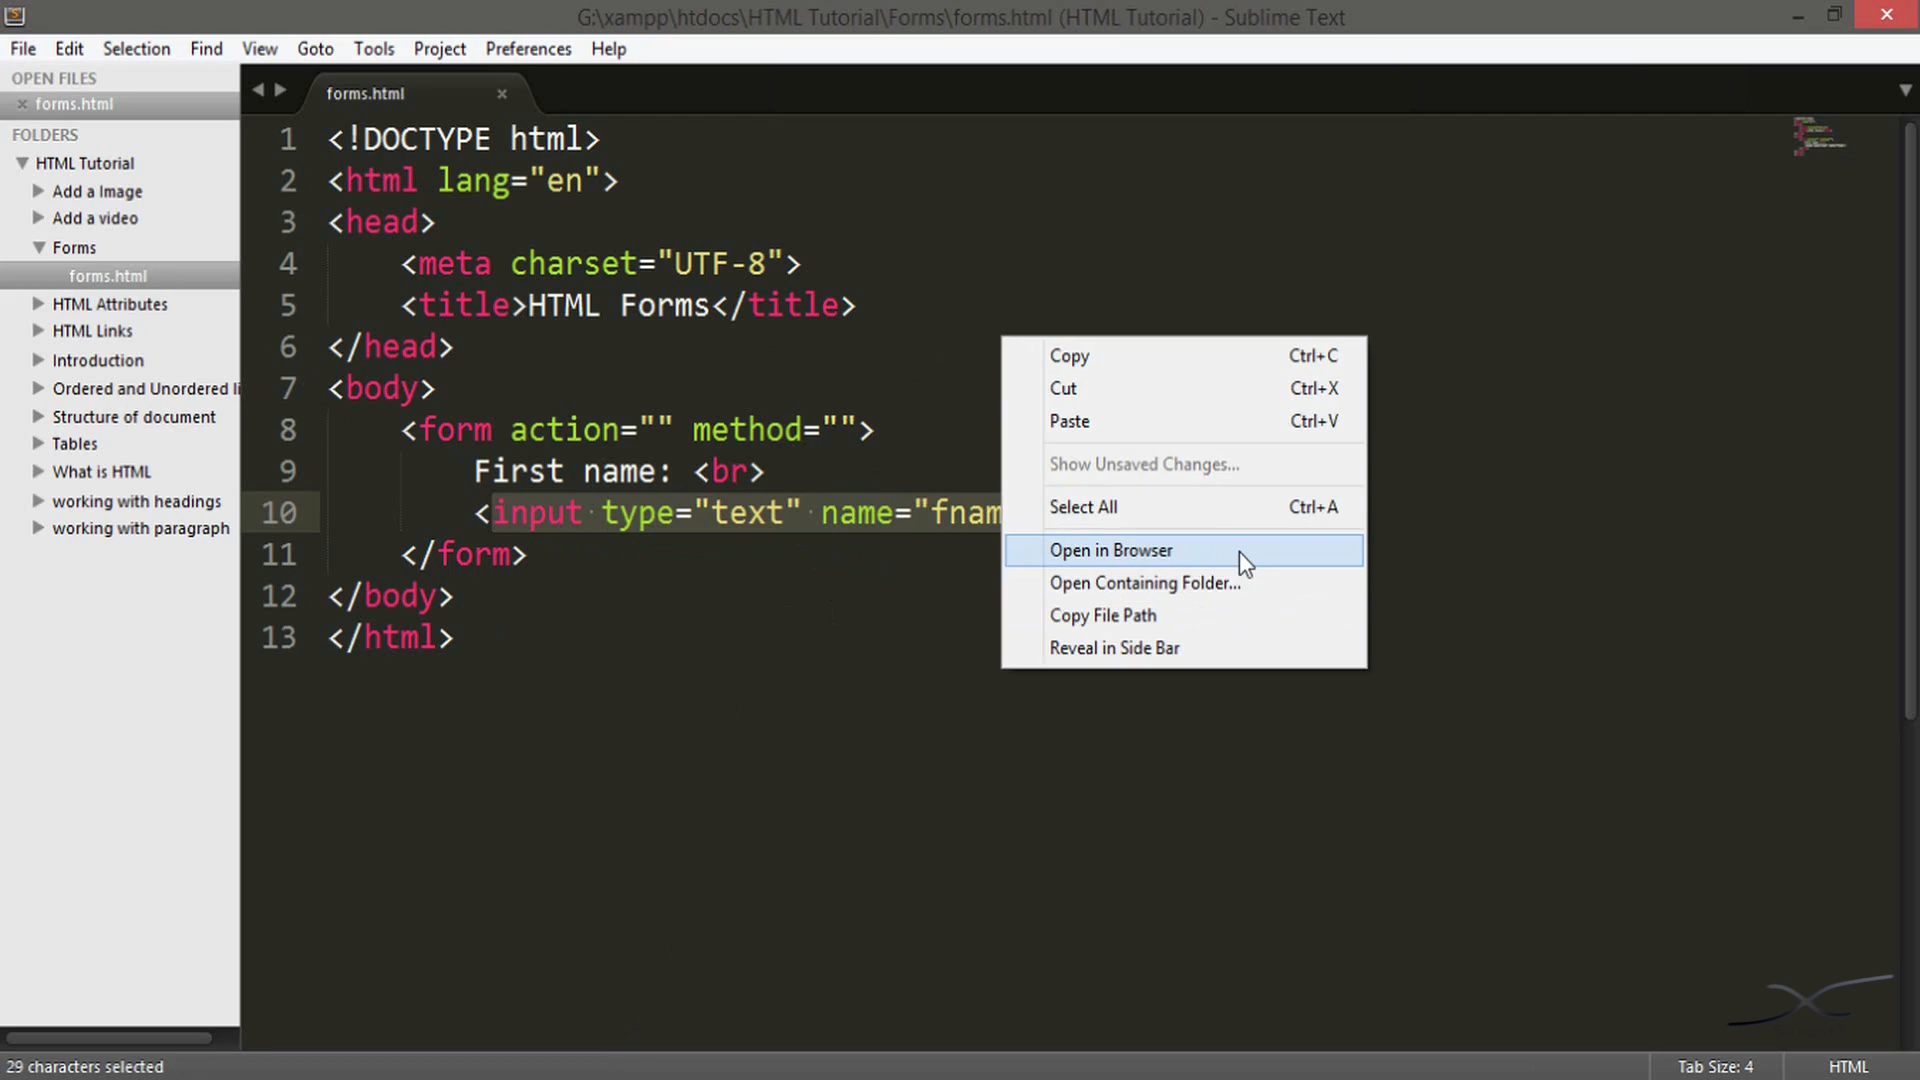 G:\xampp\htdocs\HTML Tutorial\Forms\forms.html (HTML Tutorial) - Sublime Text
File Edit Selection Find View Goto Tools Project Preferences Help
OPEN FILES
forms.html
FOLDERS
HTML Tutorial
Add a Image
Add a video
Forms
forms.html
HTML Attributes
HTML Links
Introduction
Ordered and Unordered li
Structure of document
Tables
What is HTML
working with headings
working with paragraph
forms.html
1 <!DOCTYPE html>
2 <html lang="en">
3 <head>
4 <meta charset="UTF-8">
5 <title>HTML Forms</title>
6 </head>
7 <body>
8 <form action="" method="">
9 First name: <br>
10 <input type="text" name="fnam
11 </form>
12 </body>
13 </html>
Copy Ctrl+C
Cut Ctrl+X
Paste Ctrl+V
Show Unsaved Changes...
Select All Ctrl+A
Open in Browser
Open Containing Folder...
Copy File Path
Reveal in Side Bar
29 characters selected
Tab Size: 4
HTML